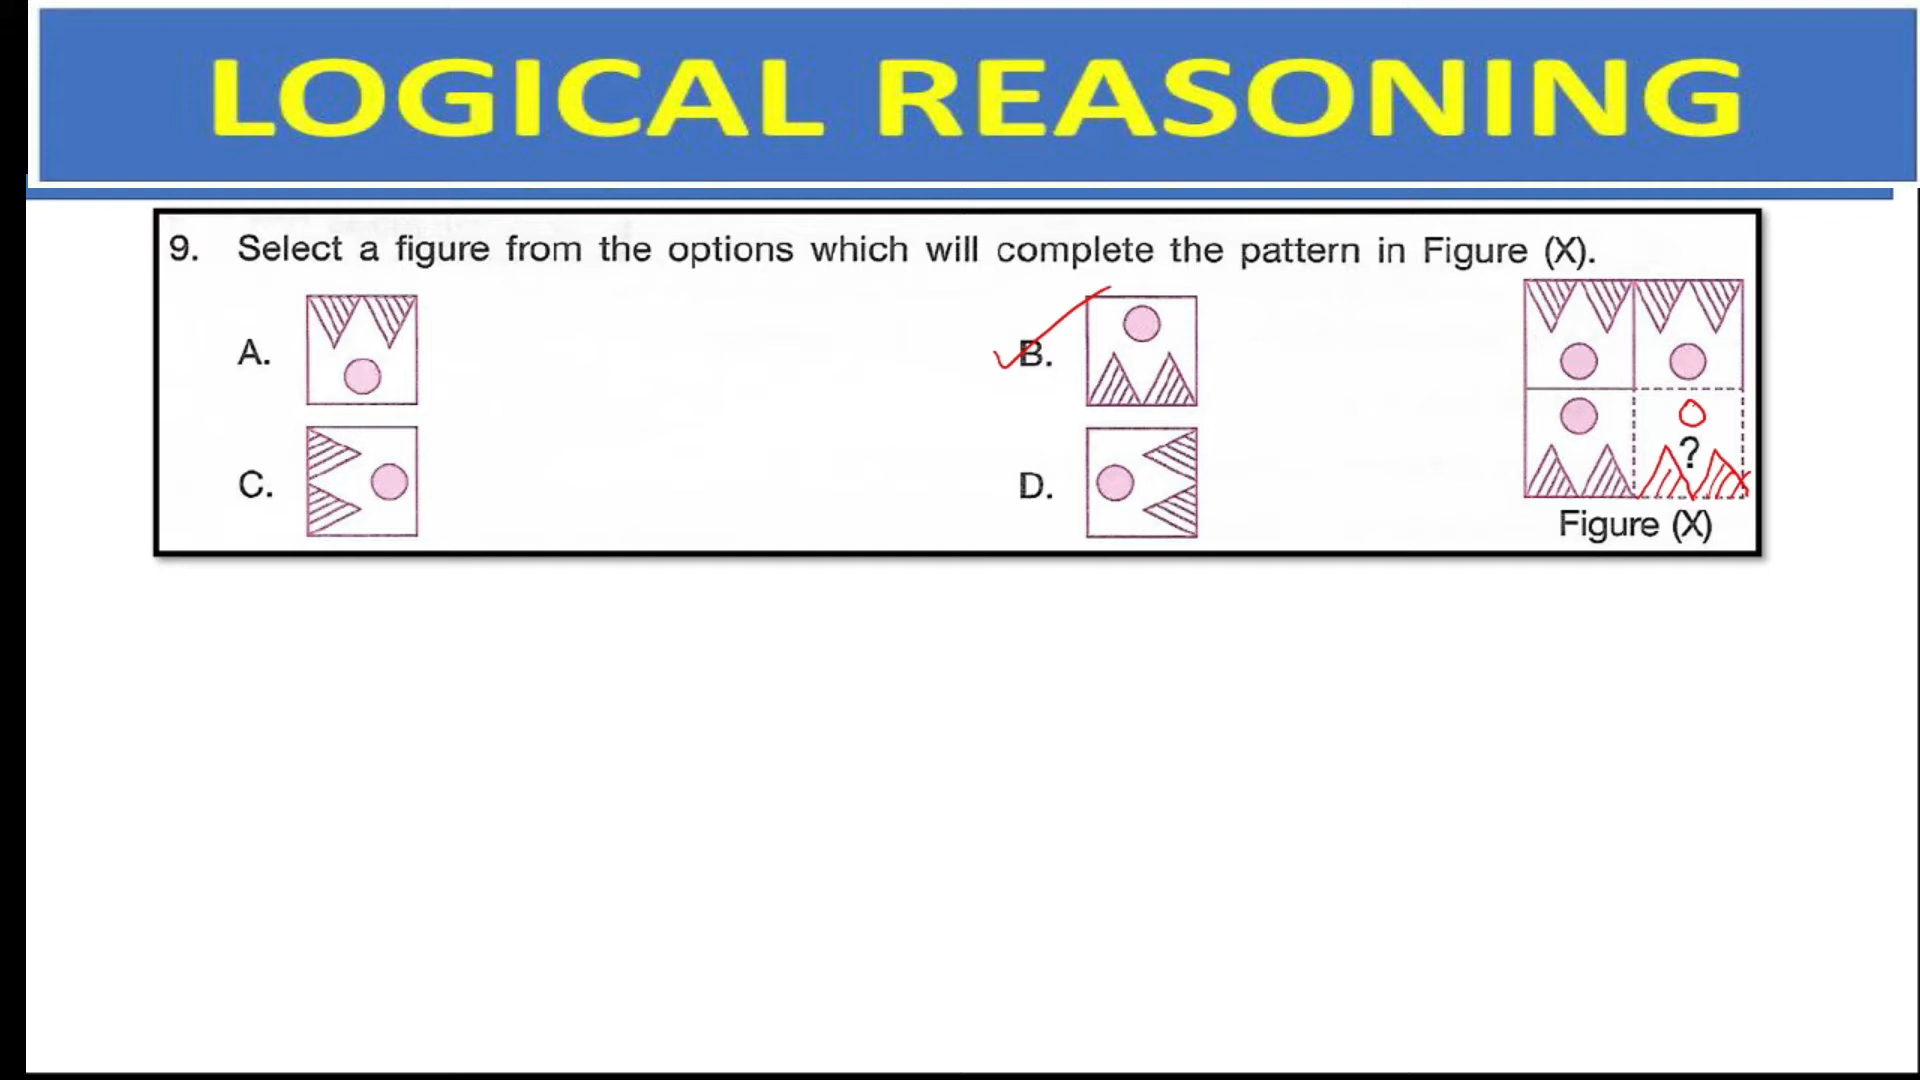 LOGICAL REASONING
9. Select a figure from the options which will complete the pattern in Figure (X).
A.
B.
C.
D.
?
Figure (X)